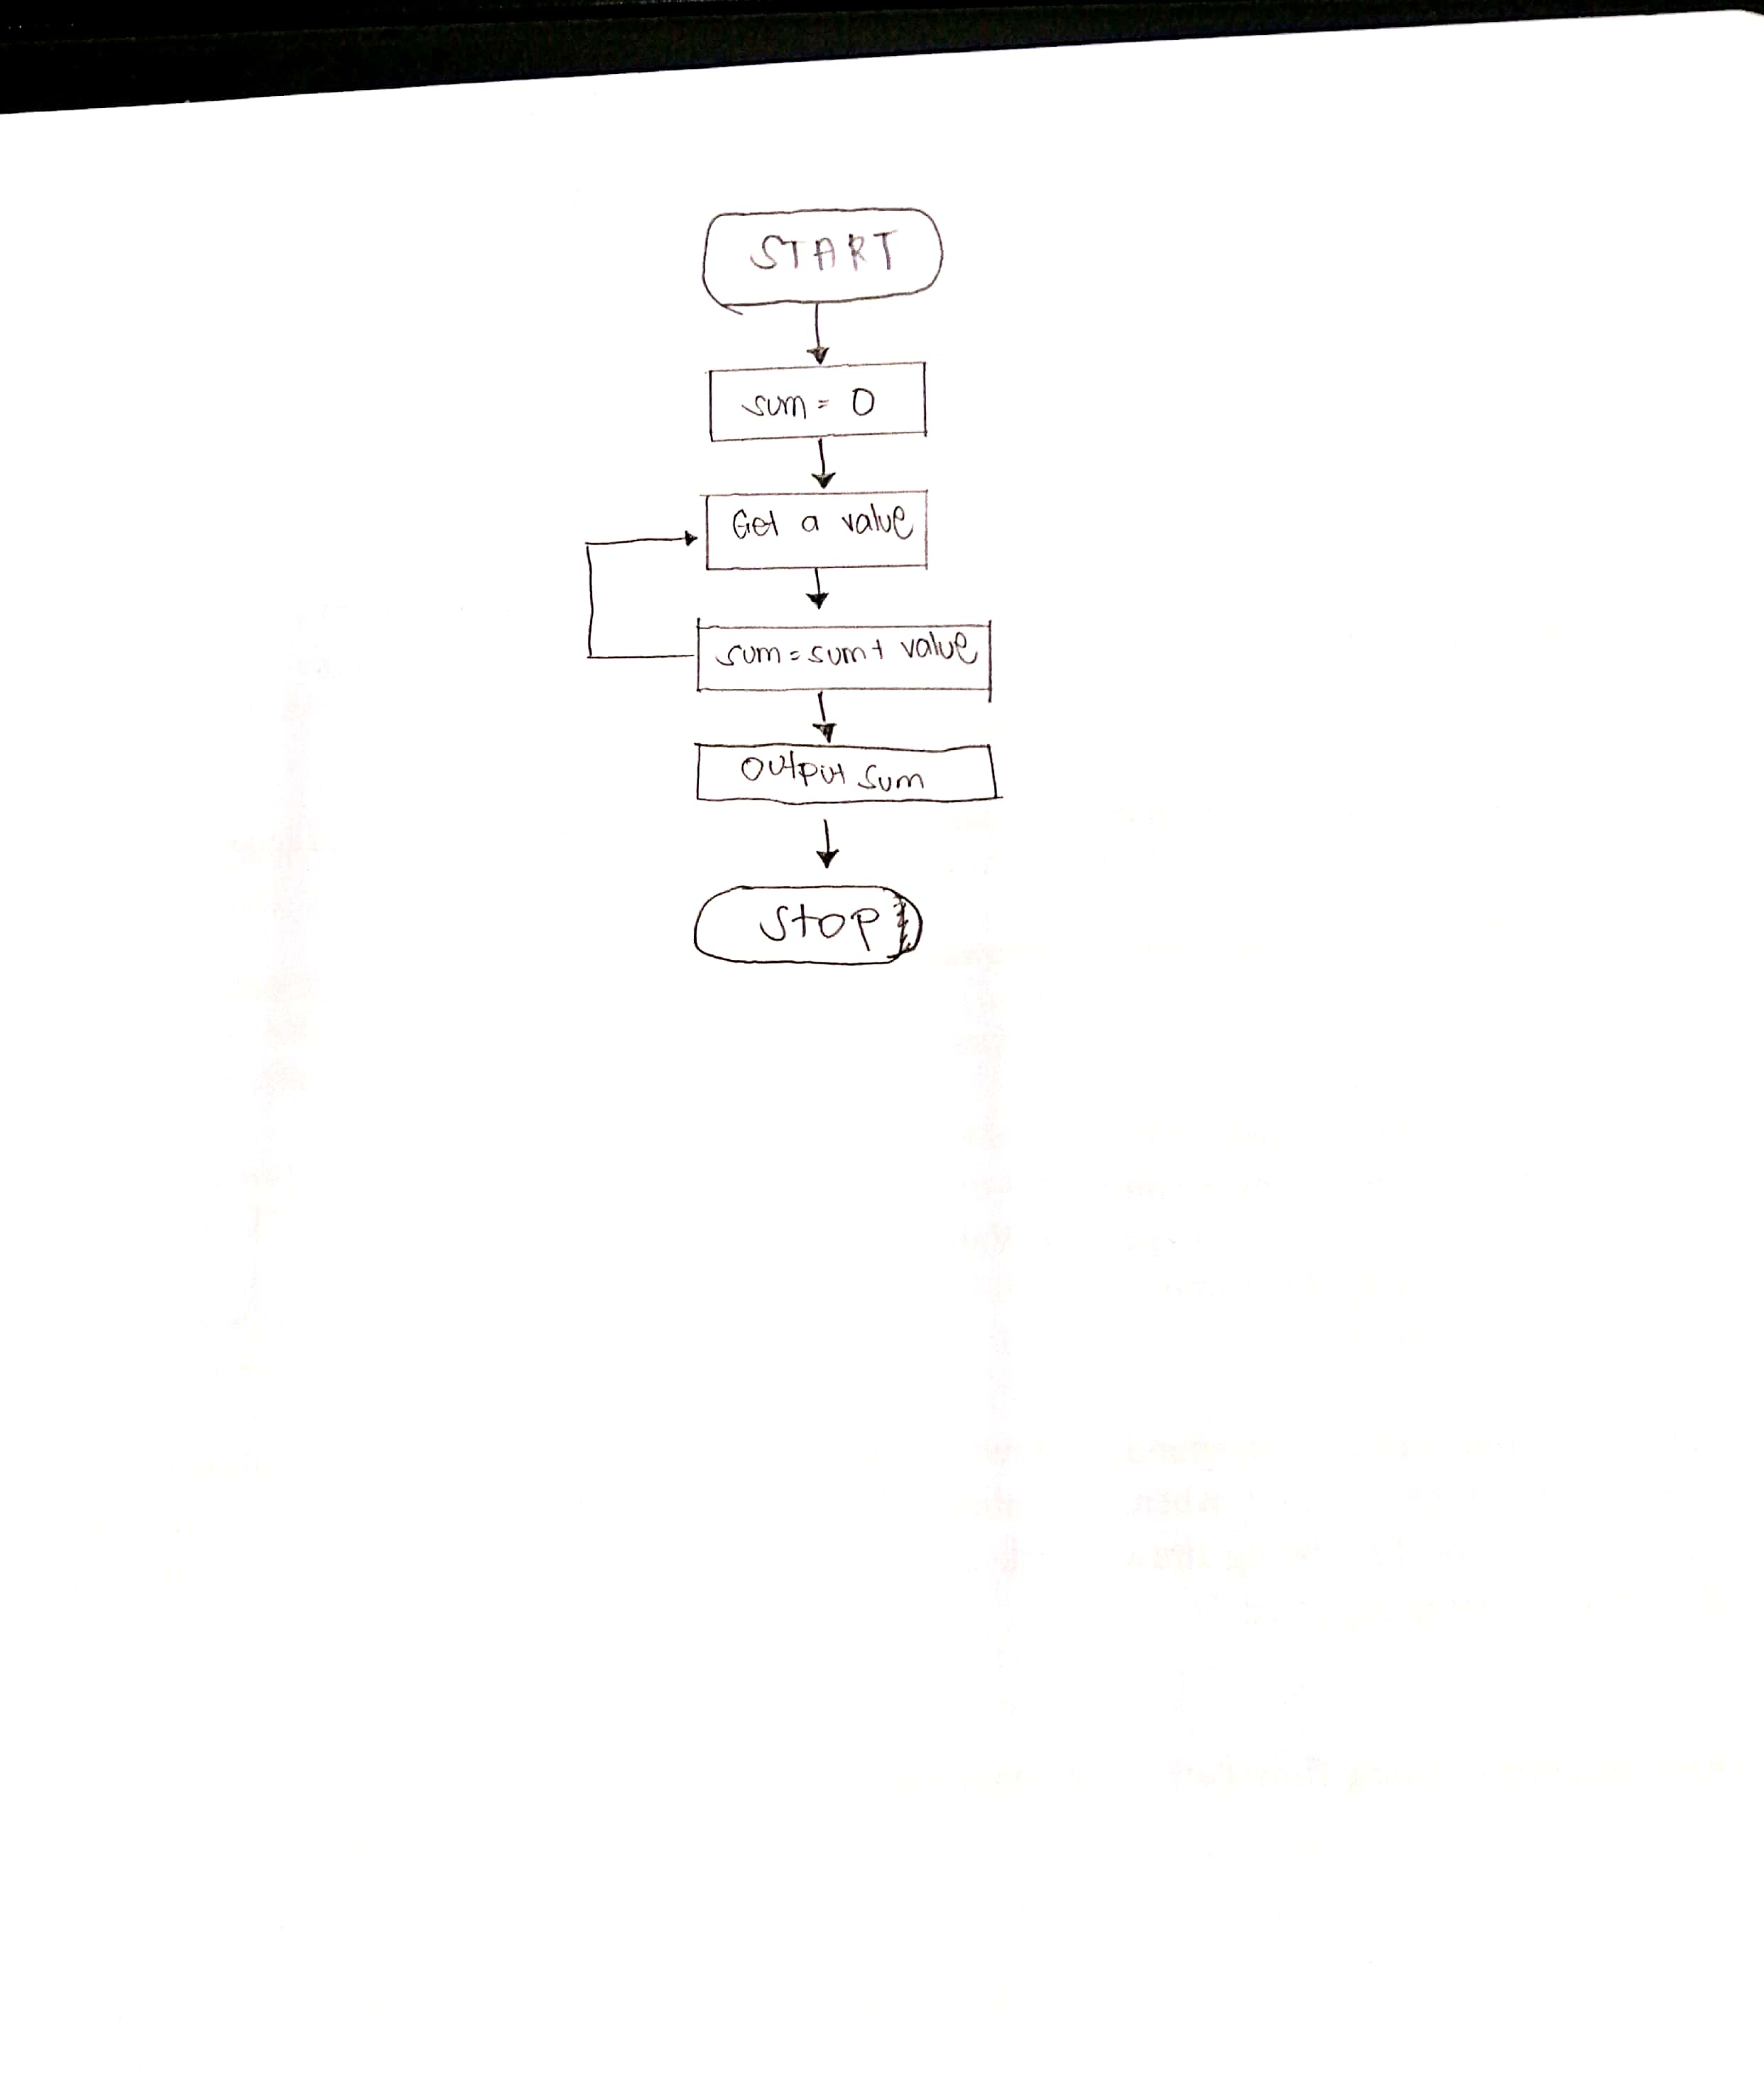 START
sum = 0
Get a value
sum = sum + value
output sum
stop